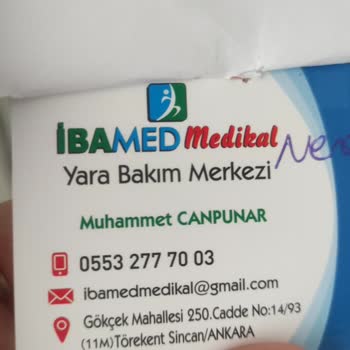 İBAMED Medikal
Yara Bakım Merkezi
Muhammet CANPUNAR
0553 277 70 03
ibamedmedikal@gmail.com
Gökçek Mahallesi 250.Cadde No:14/93
(11M)Törekent Sincan/ANKARA